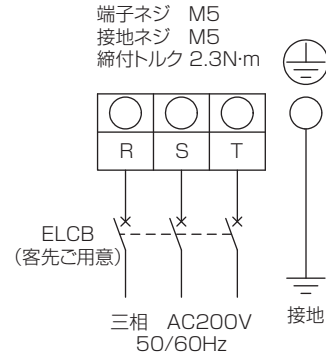 端子ネジ M5
接地ネジ M5
締付トルク 2.3N·m
R S T
ELCB
(客先ご用意)
接地
三相 AC200V
50/60Hz